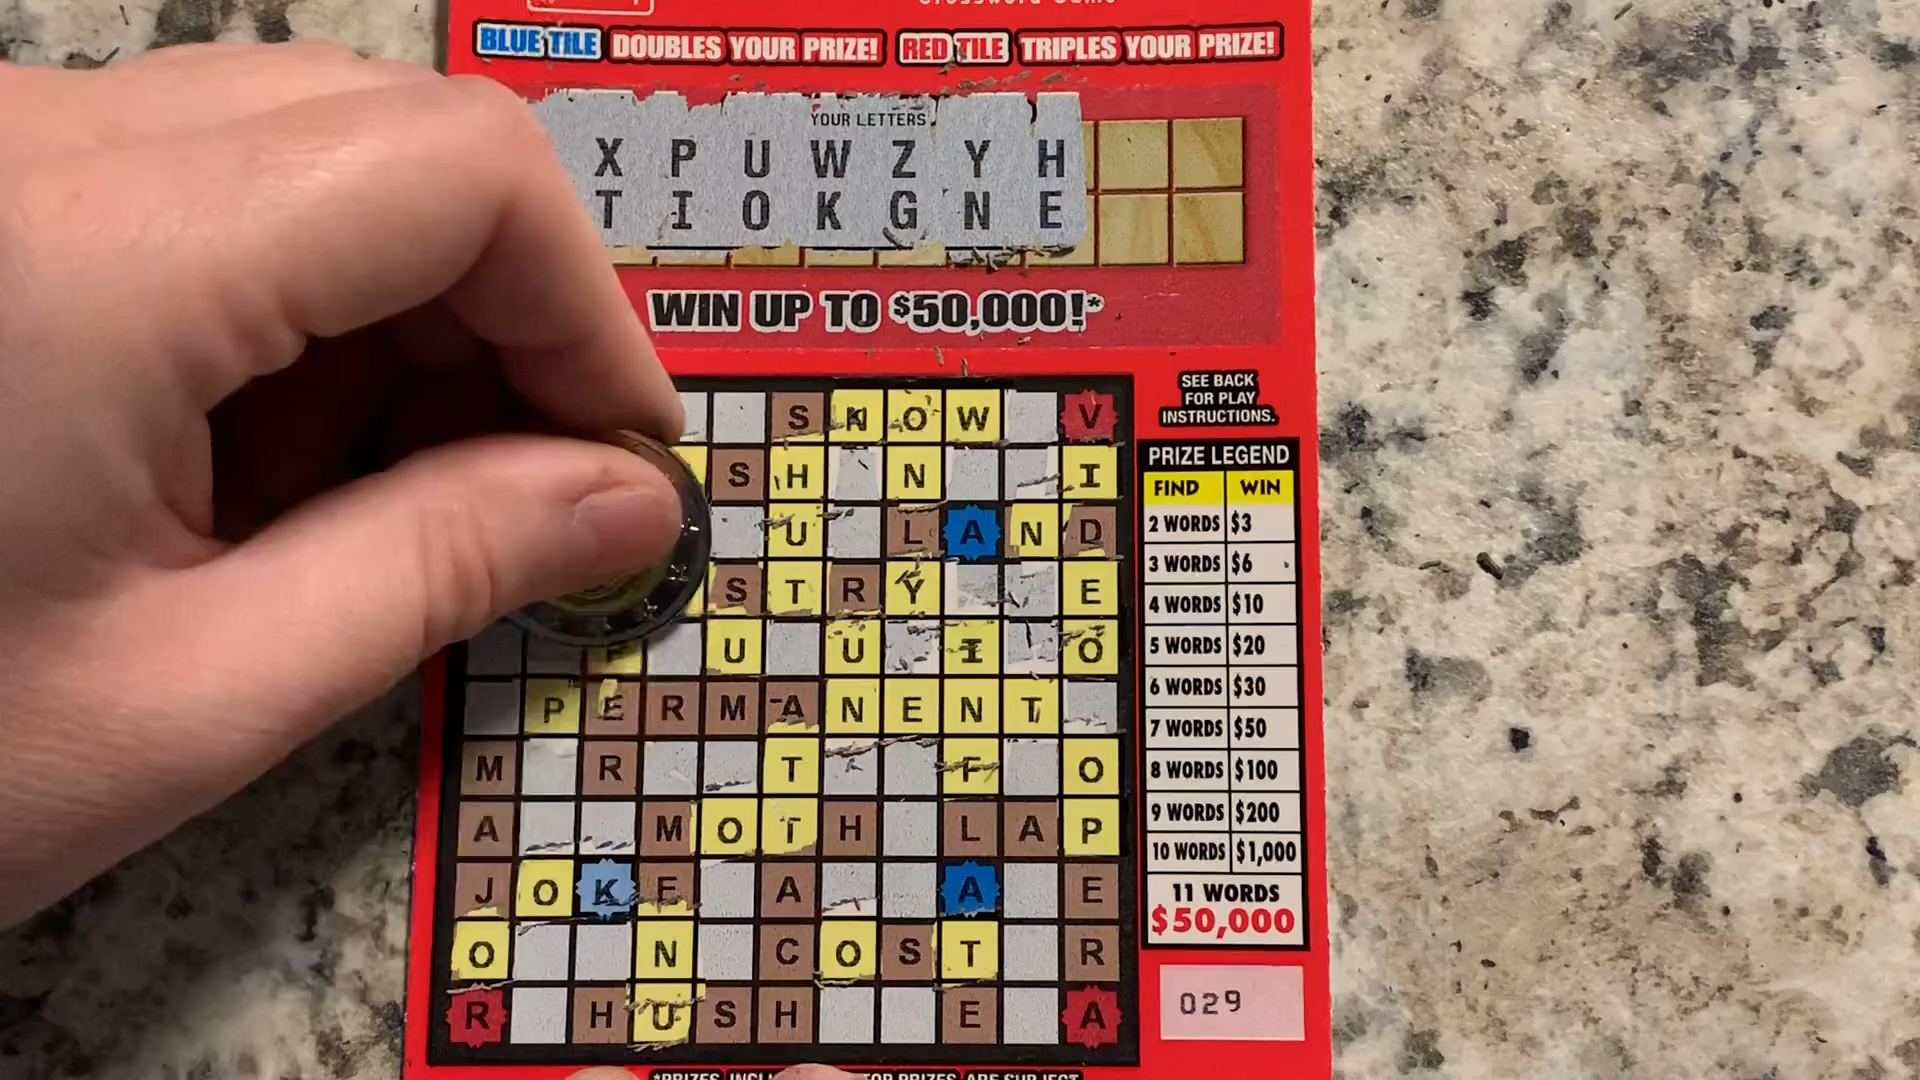 BLUE TILE DOUBLES YOUR PRIZE! RED TILE TRIPLES YOUR PRIZE!
YOUR LETTERS
X P U W Z Y H
T I O K G N E
WIN UP TO $50,000!*
SEE BACK
FOR PLAY
INSTRUCTIONS.
S N O W V
S H N I
U L A N D
S T R Y E
U U I O
P E R M A N E N T
M R T F O
A M O T H L A P
J O K E A A E
O N C O S T R
R H U S H E A
PRIZE LEGEND
FIND WIN
2 WORDS $3
3 WORDS $6
4 WORDS $10
5 WORDS $20
6 WORDS $30
7 WORDS $50
8 WORDS $100
9 WORDS $200
10 WORDS $1,000
11 WORDS
$50,000
029